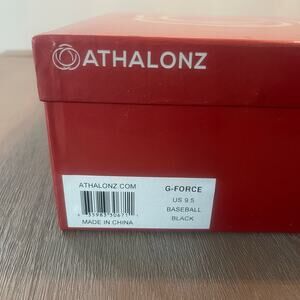 ATHALONZ
ATHALONZ.COM
MADE IN CHINA
G-FORCE
US 9.5
BASEBALL
BLACK